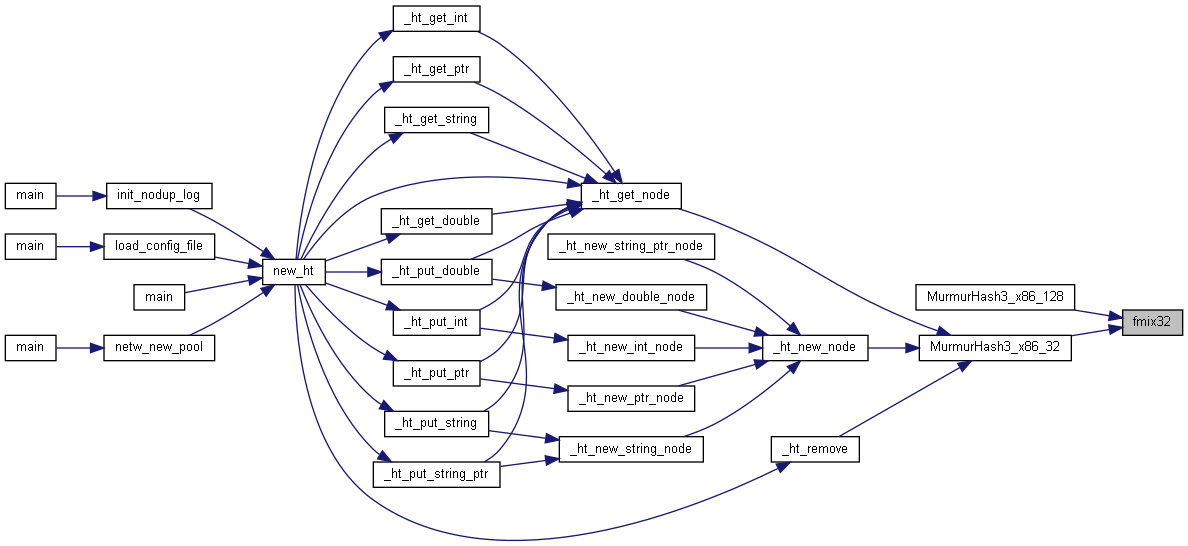 _ht_get_int
_ht_get_ptr
_ht_get_string
main
init_nodup_log
_ht_get_node
_ht_get_double
main
load_config_file
_ht_new_string_ptr_node
new_ht
_ht_put_double
main
_ht_new_double_node
MurmurHash3_x86_128
_ht_put_int
fmix32
main
netw_new_pool
_ht_new_int_node
_ht_new_node
MurmurHash3_x86_32
_ht_put_ptr
_ht_new_ptr_node
_ht_put_string
_ht_new_string_node
_ht_remove
_ht_put_string_ptr